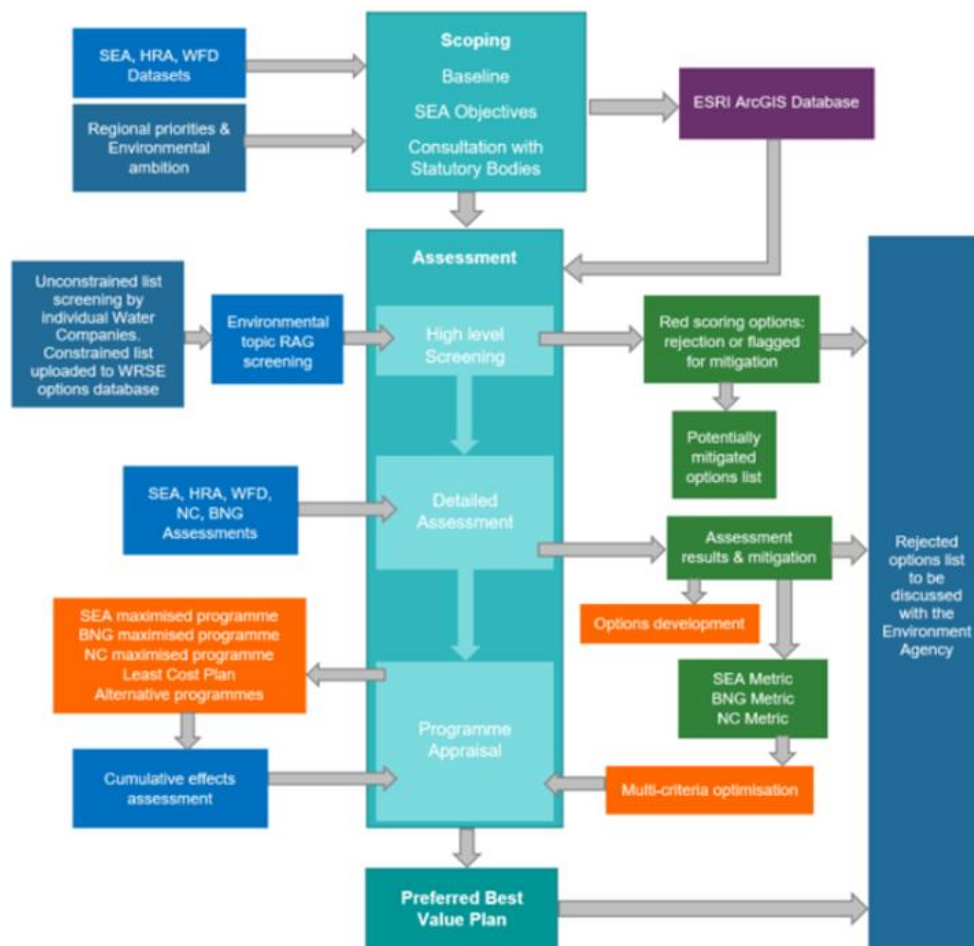 Scoping
Baseline
SEA Objectives
Consultation with
Statutory Bodies
SEA, HRA, WFD
Datasets
Regional priorities &
Environmental
ambition
ESRI ArcGIS Database
Assessment
Unconstrained list
screening by
individual Water
Companies.
Constrained list
uploaded to WRSE
options database
Environmental
topic RAG
screening
High level
Screening
Red scoring options:
rejection or flagged
for mitigation
Potentially
mitigated
options list
SEA, HRA, WFD,
NC, BNG
Assessments
Detailed
Assessment
Assessment
results & mitigation
Options development
Rejected
options list
to be
discussed
with the
Environment
Agency
SEA maximised programme
BNG maximised programme
NC maximised programme
Least Cost Plan
Alternative programmes
SEA Metric
BNG Metric
NC Metric
Programme
Appraisal
Cumulative effects
assessment
Multi-criteria optimisation
Preferred Best
Value Plan